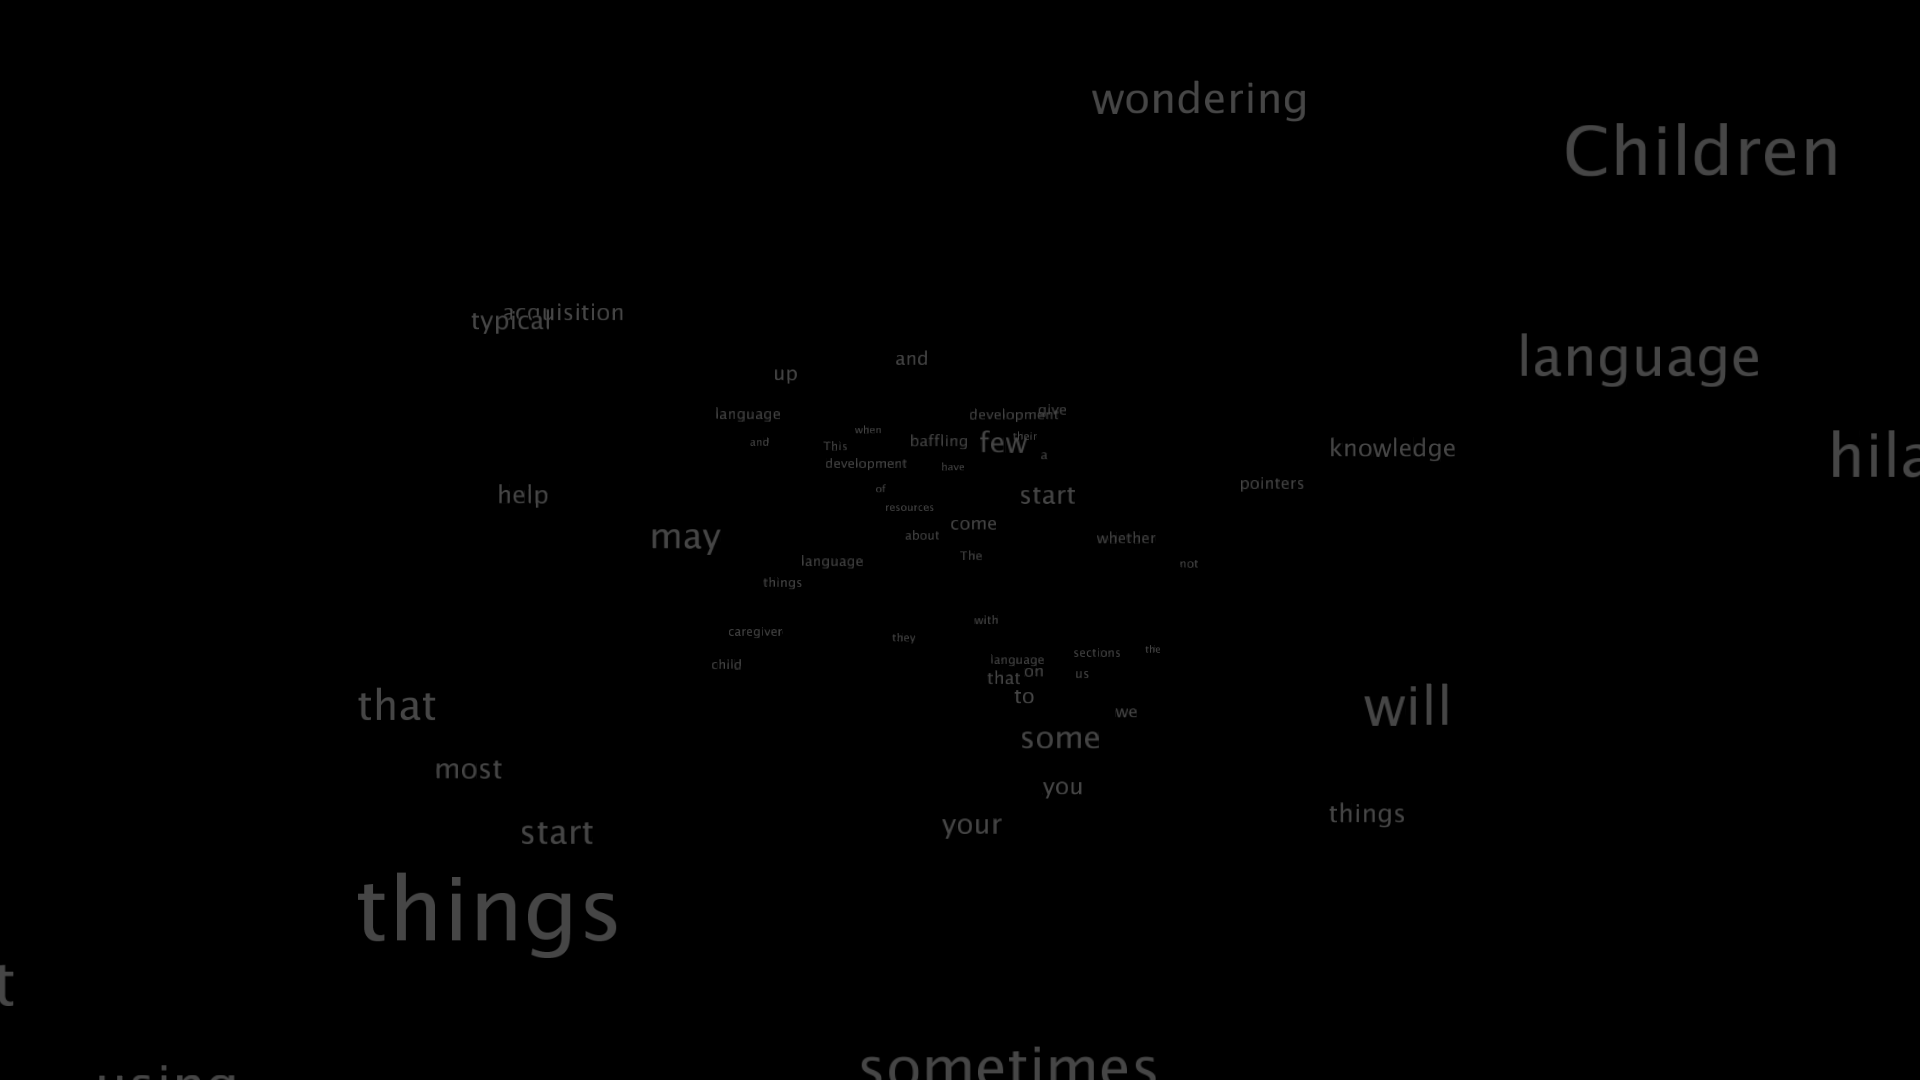 wondering
Children
acquisition
typical
language
and
up
give
language
development
when
their
and
This
baffling
few
knowledge
a
hila
development
have
pointers
of
help
start
resources
come
may
about
whether
The
language
not
things
with
caregiver
they
the
sections
language
child
on
us
that
to
that
will
we
some
most
you
things
your
start
things
t
using
sometimes